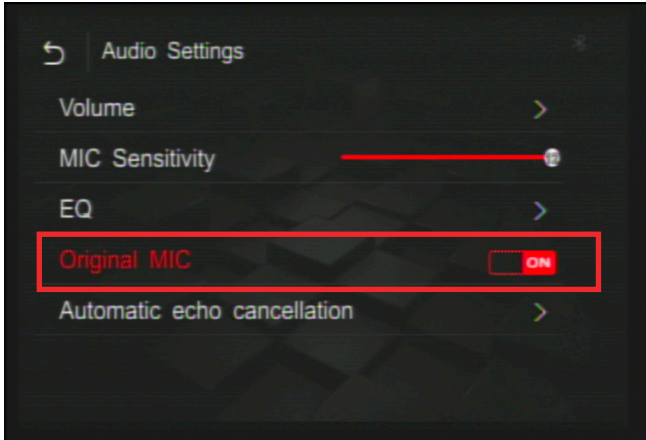 Audio Settings
Volume
MIC Sensitivity
EQ
Original MIC ON
Automatic echo cancellation